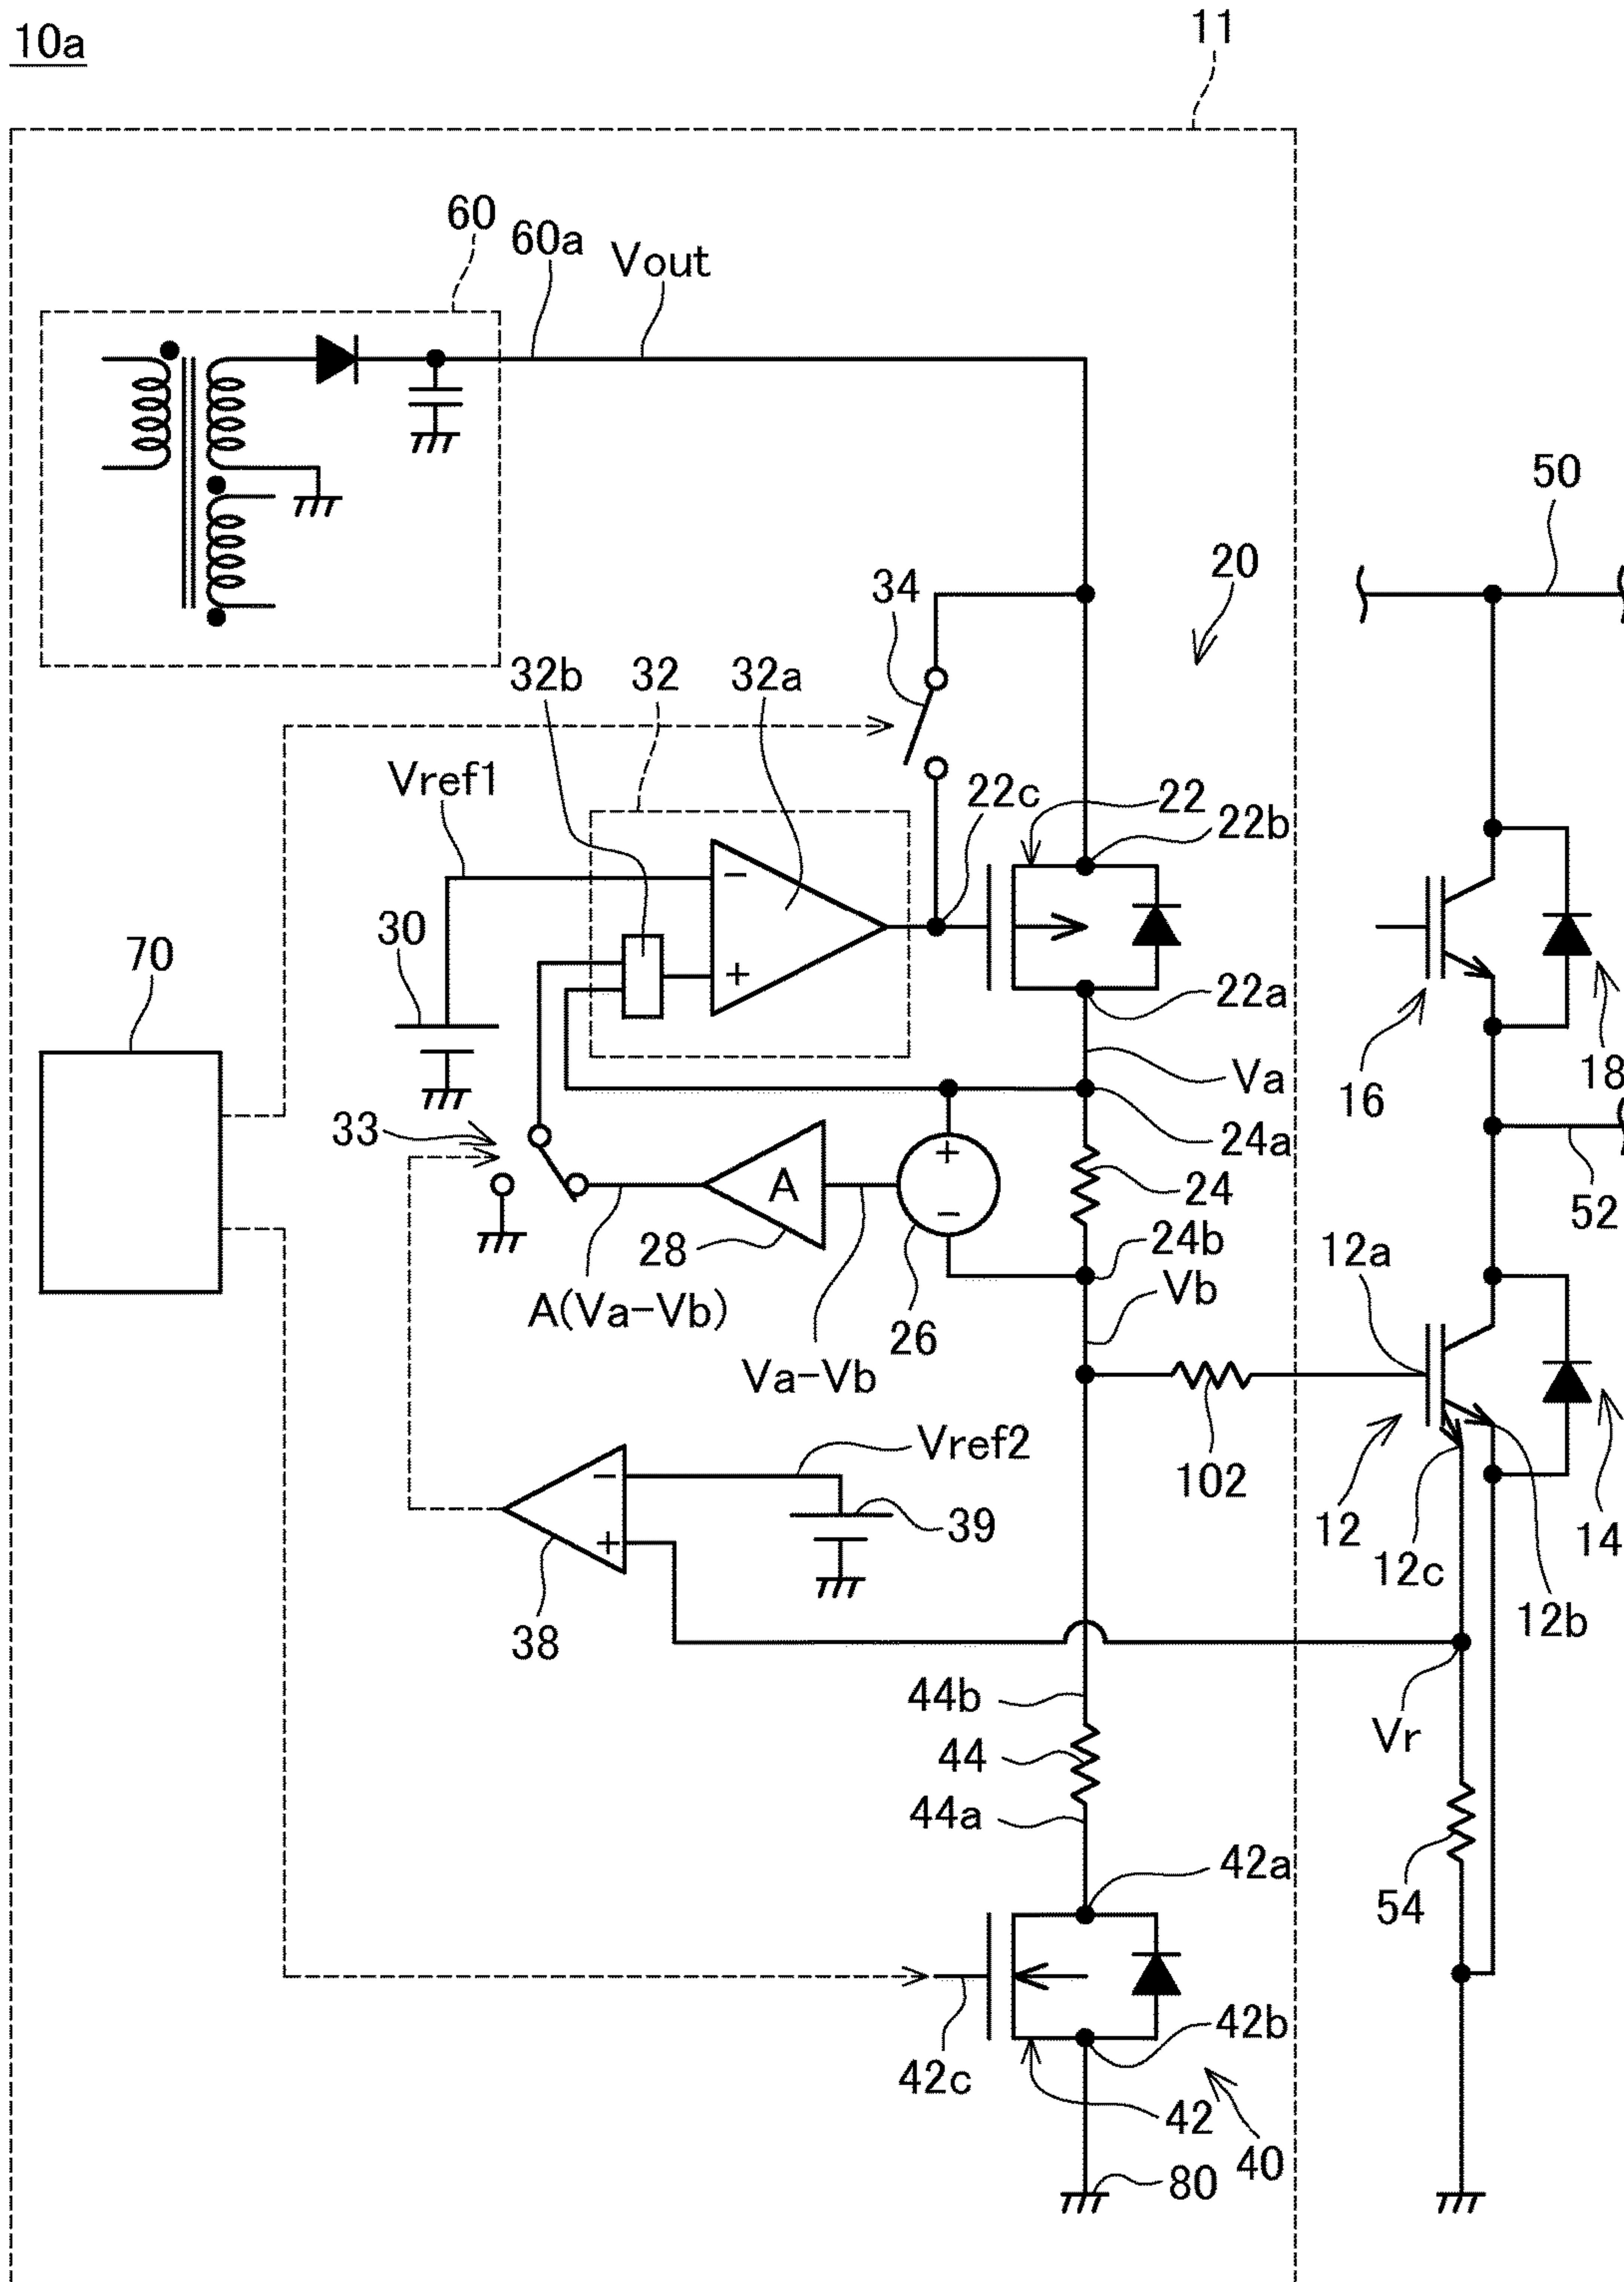 10a
11
60
60a
Vout
50
20
34
32b
32
32a
Vref1
22c
22
22b
30
70
−
+
22a
18
16
Va
33
24a
+
24
A
−
52
28
24b
12a
A(Va−Vb)
Vb
26
Va−Vb
Vref2
−
102
39
12
14
+
12c
12b
38
44b
Vr
44
44a
42a
54
42b
42c
42
40
80